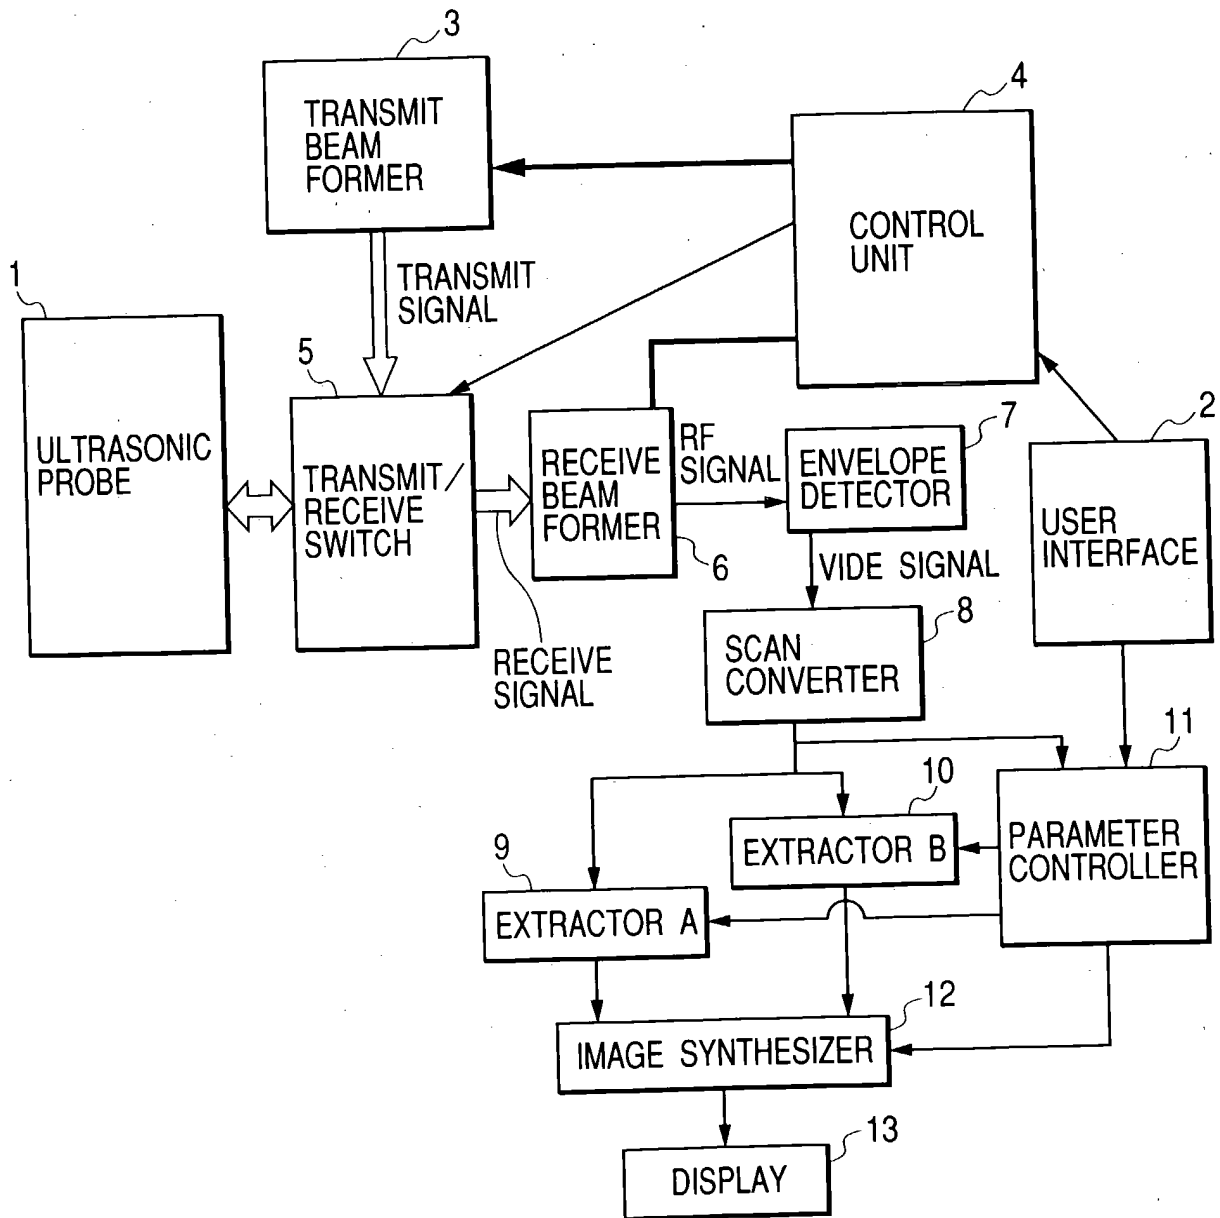 3
TRANSMIT
BEAM
FORMER
4
CONTROL
UNIT
TRANSMIT
SIGNAL
1
ULTRASONIC
PROBE
5
TRANSMIT/
RECEIVE
SWITCH
RECEIVE
SIGNAL
RECEIVE
BEAM
FORMER
6
RF
SIGNAL
7
ENVELOPE
DETECTOR
2
USER
INTERFACE
VIDE SIGNAL
8
SCAN
CONVERTER
11
PARAMETER
CONTROLLER
10
EXTRACTOR B
9
EXTRACTOR A
12
IMAGE SYNTHESIZER
13
DISPLAY